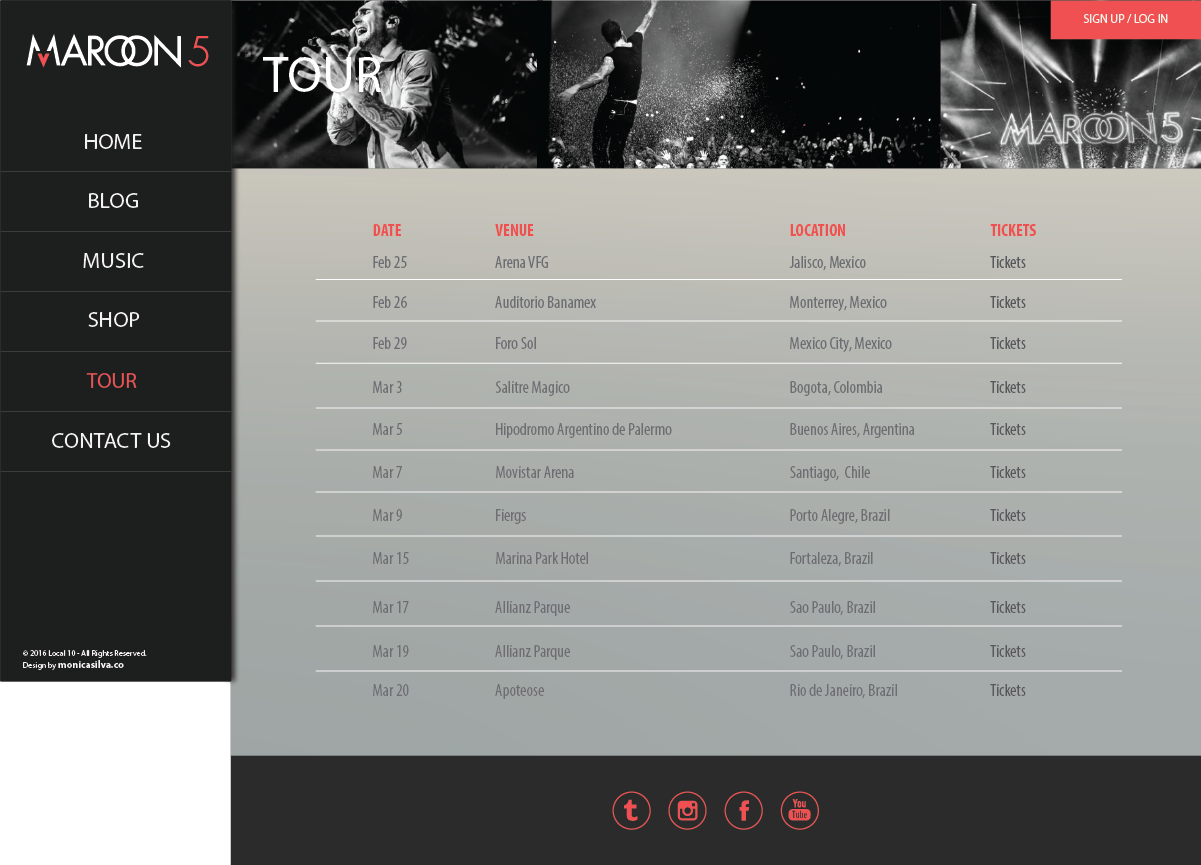 MAROON 5
HOME
BLOG
MUSIC
SHOP
TOUR
CONTACT US
© 2016 Local 10 - All Rights Reserved.
Design by monicasilva.co
SIGN UP / LOG IN
TOUR
MAROON 5
DATE VENUE LOCATION TICKETS
Feb 25 Arena VFG Jalisco, Mexico Tickets
Feb 26 Auditorio Banamex Monterrey, Mexico Tickets
Feb 29 Foro Sol Mexico City, Mexico Tickets
Mar 3 Salitre Magico Bogota, Colombia Tickets
Mar 5 Hipodromo Argentino de Palermo Buenos Aires, Argentina Tickets
Mar 7 Movistar Arena Santiago, Chile Tickets
Mar 9 Fiergs Porto Alegre, Brazil Tickets
Mar 15 Marina Park Hotel Fortaleza, Brazil Tickets
Mar 17 Allianz Parque Sao Paulo, Brazil Tickets
Mar 19 Allianz Parque Sao Paulo, Brazil Tickets
Mar 20 Apoteose Rio de Janeiro, Brazil Tickets
t f You Tube